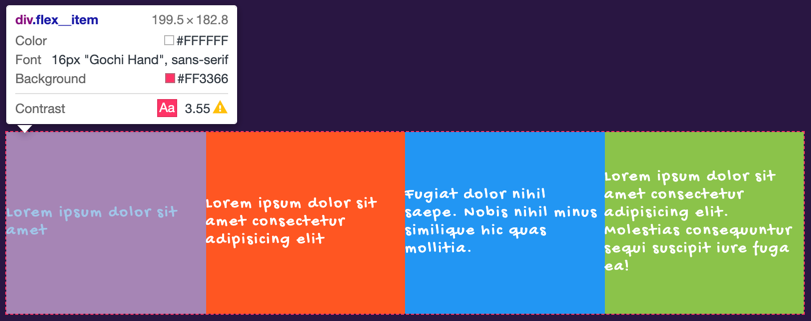 div.flex__item 199.5 × 182.8
Color #FFFFFF
Font 16px "Gochi Hand", sans-serif
Background #FF3366
Contrast Aa 3.55
Lorem ipsum dolor sit
amet
Lorem ipsum dolor sit
amet consectetur
adipisicing elit
Fugiat dolor nihil
saepe. Nobis nihil minus
similique hic quas
mollitia.
Lorem ipsum dolor sit
amet consectetur
adipisicing elit.
Molestias consequuntur
sequi suscipit iure fuga
ea!